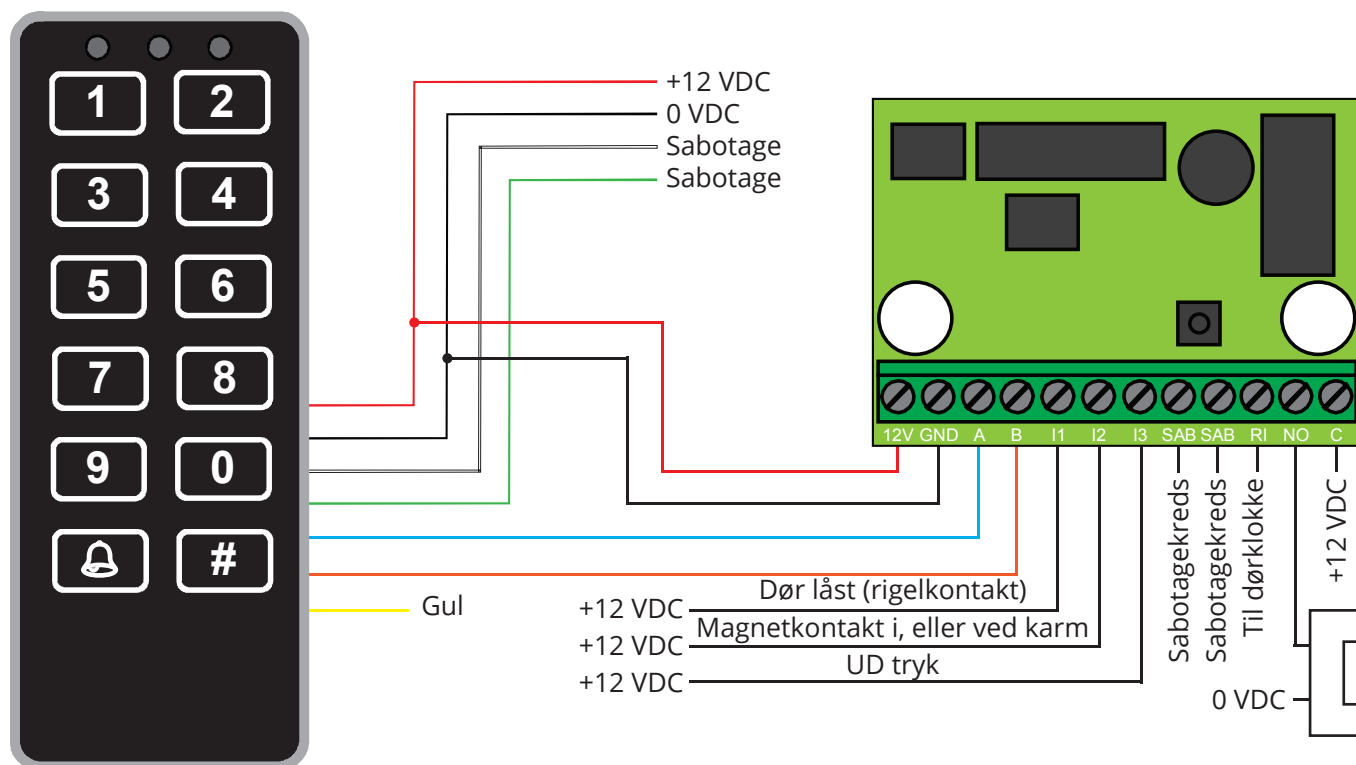 1 2
3 4
5 6
7 8
9 0
#
+12 VDC
0 VDC
Sabotage
Sabotage
12V GND A B I1 I2 I3 SAB SAB RI NO C
Gul
+12 VDC Dør låst (rigelkontakt)
+12 VDC Magnetkontakt i, eller ved karm
+12 VDC UD tryk
Sabotagekreds
Sabotagekreds
Til dørklokke
+12 VDC
0 VDC